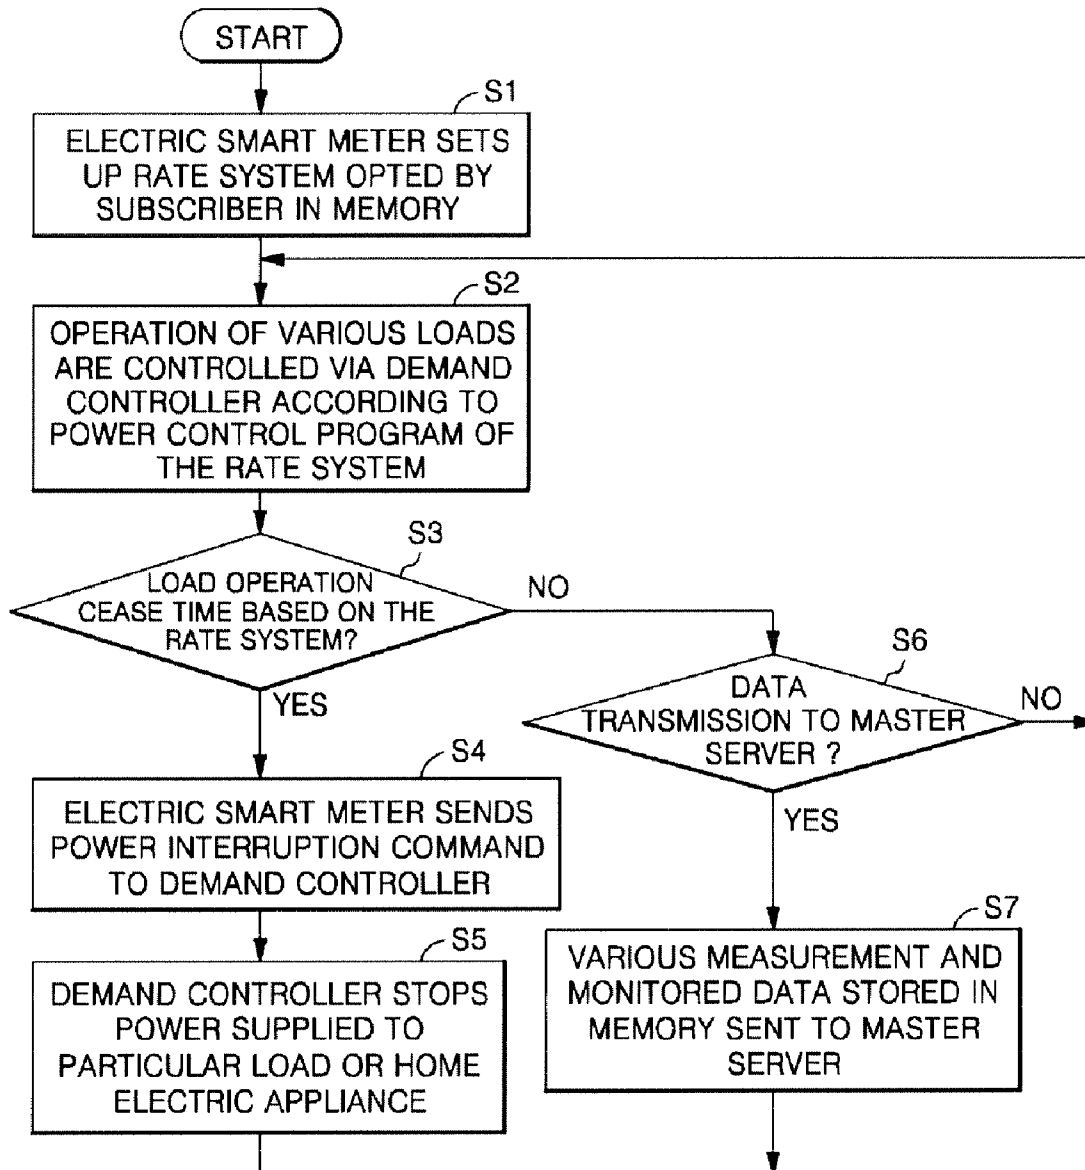 START
S1
ELECTRIC SMART METER SETS
UP RATE SYSTEM OPTED BY
SUBSCRIBER IN MEMORY
S2
OPERATION OF VARIOUS LOADS
ARE CONTROLLED VIA DEMAND
CONTROLLER ACCORDING TO
POWER CONTROL PROGRAM OF
THE RATE SYSTEM
S3
LOAD OPERATION
CEASE TIME BASED ON THE
RATE SYSTEM?
NO
YES
S6
DATA
TRANSMISSION TO MASTER
SERVER ?
NO
YES
S4
ELECTRIC SMART METER SENDS
POWER INTERRUPTION COMMAND
TO DEMAND CONTROLLER
S5
DEMAND CONTROLLER STOPS
POWER SUPPLIED TO
PARTICULAR LOAD OR HOME
ELECTRIC APPLIANCE
S7
VARIOUS MEASUREMENT AND
MONITORED DATA STORED IN
MEMORY SENT TO MASTER
SERVER